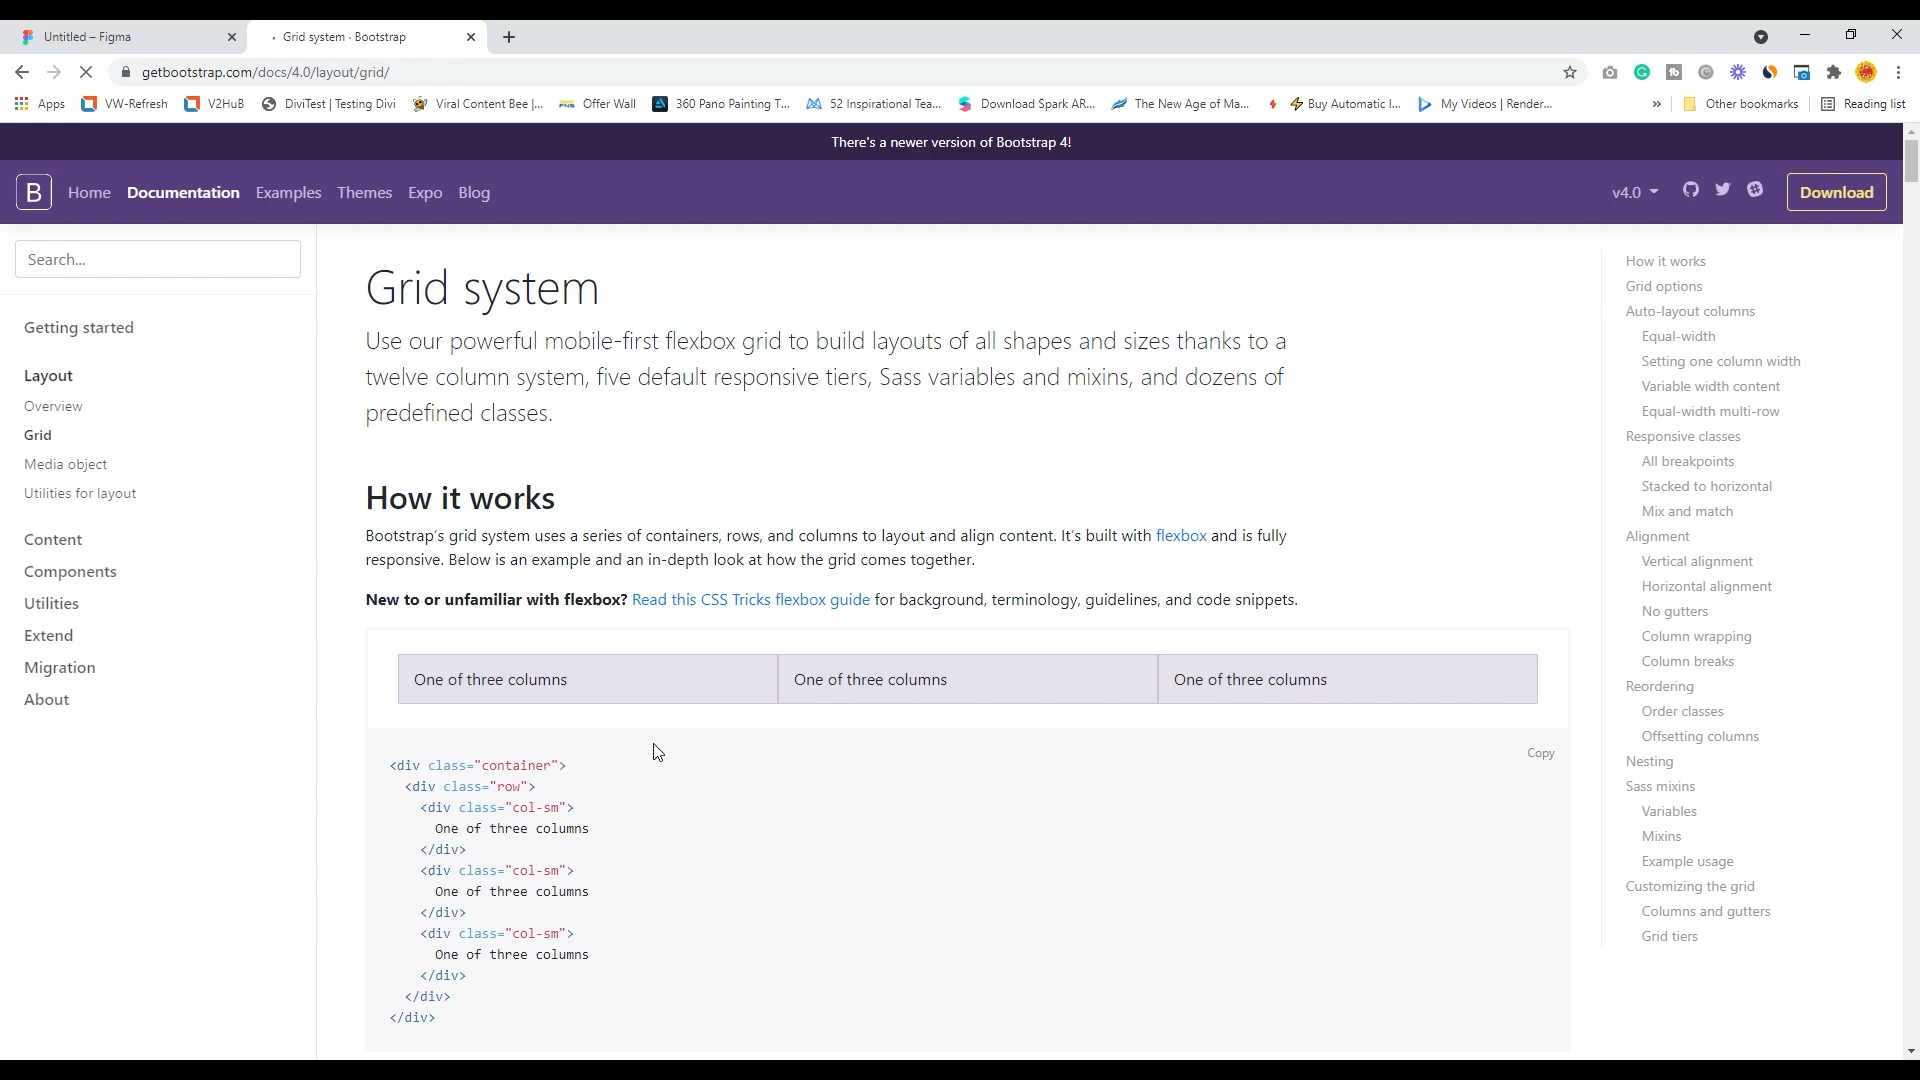 Untitled – Figma
Grid system · Bootstrap
getbootstrap.com/docs/4.0/layout/grid/
Apps
VW-Refresh
V2HuB
DiviTest | Testing Divi
Viral Content Bee |...
Offer Wall
360 Pano Painting T...
52 Inspirational Tea...
Download Spark AR...
The New Age of Ma...
Buy Automatic I...
My Videos | Render...
»
Other bookmarks
Reading list
There's a newer version of Bootstrap 4!
B
Home
Documentation
Examples
Themes
Expo
Blog
v4.0
Download
Search...
Getting started
Layout
Overview
Grid
Media object
Utilities for layout
Content
Components
Utilities
Extend
Migration
About
Grid system
Use our powerful mobile-first flexbox grid to build layouts of all shapes and sizes thanks to a
twelve column system, five default responsive tiers, Sass variables and mixins, and dozens of
predefined classes.
How it works
Bootstrap's grid system uses a series of containers, rows, and columns to layout and align content. It's built with flexbox and is fully
responsive. Below is an example and an in-depth look at how the grid comes together.
New to or unfamiliar with flexbox? Read this CSS Tricks flexbox guide for background, terminology, guidelines, and code snippets.
One of three columns
One of three columns
One of three columns
Copy
<div class="container">
<div class="row">
<div class="col-sm">
One of three columns
</div>
<div class="col-sm">
One of three columns
</div>
<div class="col-sm">
One of three columns
</div>
</div>
</div>
How it works
Grid options
Auto-layout columns
Equal-width
Setting one column width
Variable width content
Equal-width multi-row
Responsive classes
All breakpoints
Stacked to horizontal
Mix and match
Alignment
Vertical alignment
Horizontal alignment
No gutters
Column wrapping
Column breaks
Reordering
Order classes
Offsetting columns
Nesting
Sass mixins
Variables
Mixins
Example usage
Customizing the grid
Columns and gutters
Grid tiers